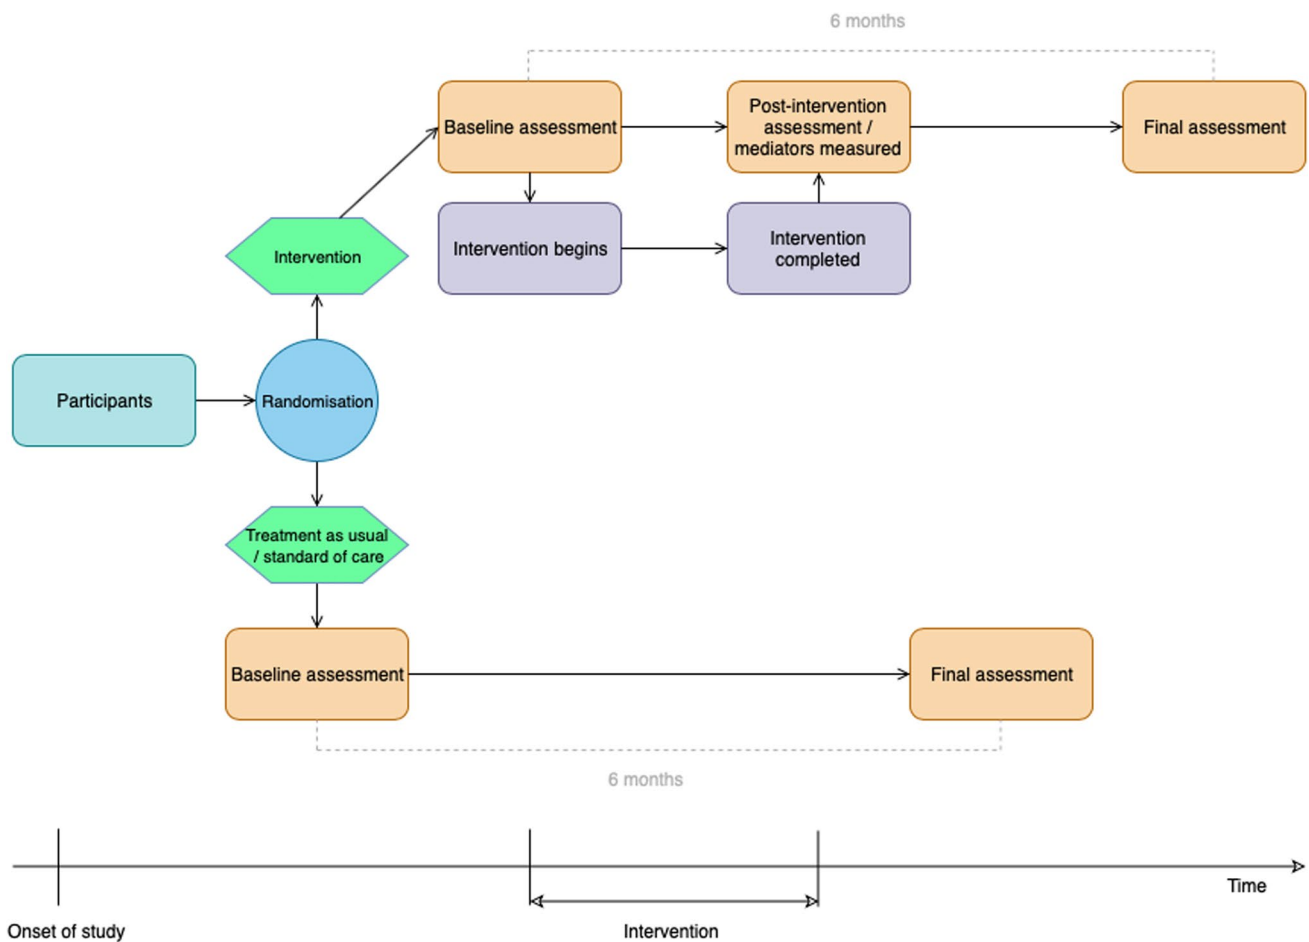 6 months
Baseline assessment
Post-intervention
assessment /
mediators measured
Final assessment
Intervention
Intervention begins
Intervention
completed
Participants
Randomisation
Treatment as usual
/ standard of care
Baseline assessment
Final assessment
6 months
Time
Onset of study
Intervention